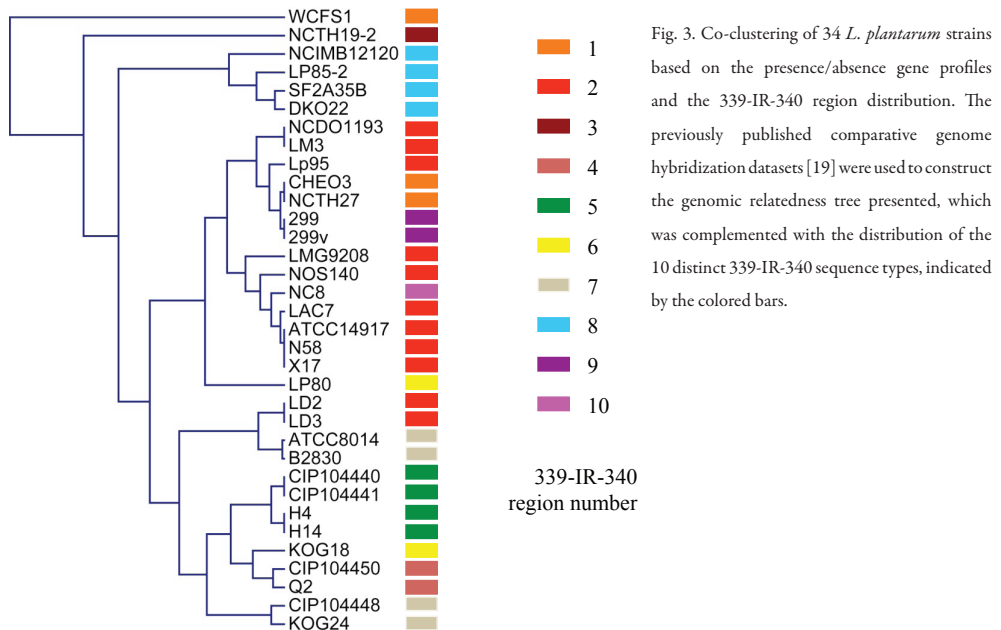 WCFS1
NCTH19-2
NCIMB12120
LP85-2
SF2A35B
DKO22
NCDO1193
LM3
Lp95
CHEO3
NCTH27
299
299v
LMG9208
NOS140
NC8
LAC7
ATCC14917
N58
X17
LP80
LD2
LD3
ATCC8014
B2830
CIP104440
CIP104441
H4
H14
KOG18
CIP104450
Q2
CIP104448
KOG24
1
2
3
4
5
6
7
8
9
10
339-IR-340
region number
Fig. 3. Co-clustering of 34 L. plantarum strains
based on the presence/absence gene profiles
and the 339-IR-340 region distribution. The
previously published comparative genome
hybridization datasets [19] were used to construct
the genomic relatedness tree presented, which
was complemented with the distribution of the
10 distinct 339-IR-340 sequence types, indicated
by the colored bars.